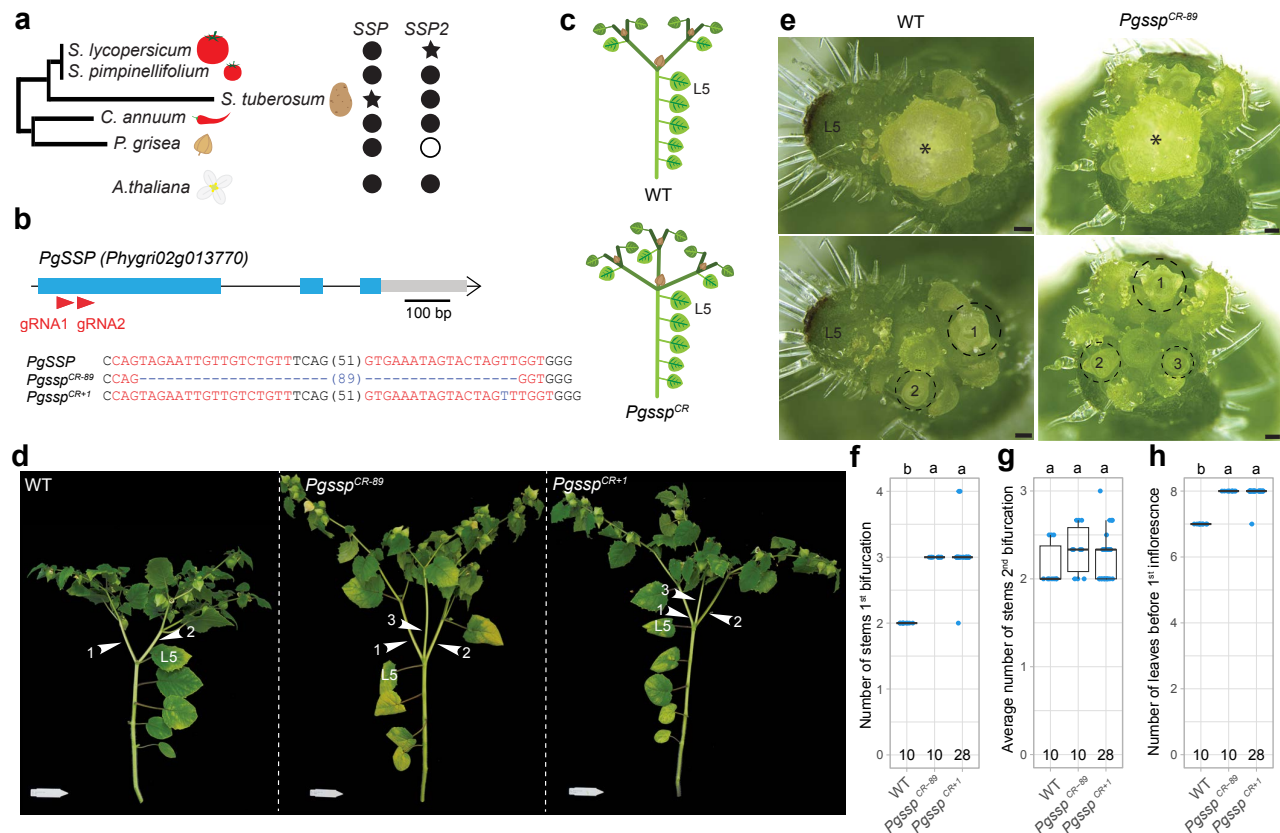 a
SSP SSP2
S. lycopersicum
S. pimpinellifolium
S. tuberosum
C. annuum
P. grisea
A.thaliana
b
PgSSP (Phygri02g013770)
gRNA1 gRNA2
100 bp
PgSSP CCAGTAGAATTGTTGTCTGTTTCAG(51)GTGAAATAGTACTAGTTGGTGGG
Pgssp^CR-89 CCAG---------------------(89)-----------------GGTGGG
Pgssp^CR+1 CCAGTAGAATTGTTGTCTGTTTCAG(51)GTGAAATAGTACTAGTTTGGTGGG
c
L5
WT
L5
Pgssp^CR
d
WT
1
2
L5
Pgssp^CR-89
3
1
2
L5
Pgssp^CR+1
3
1
2
L5
e
WT Pgssp^CR-89
L5
*
*
L5
1
2
1
2
3
f
b a a
Number of stems 1st bifurcation
4
3
2
1
0
10 10 28
WT
Pgssp^CR-89
Pgssp^CR+1
g
a a a
Average number of stems 2nd bifurcation
3
2
1
0
10 10 28
WT
Pgssp^CR-89
Pgssp^CR+1
h
b a a
Number of leaves before 1st infloresnce
8
6
4
2
0
10 10 28
WT
Pgssp^CR-89
Pgssp^CR+1